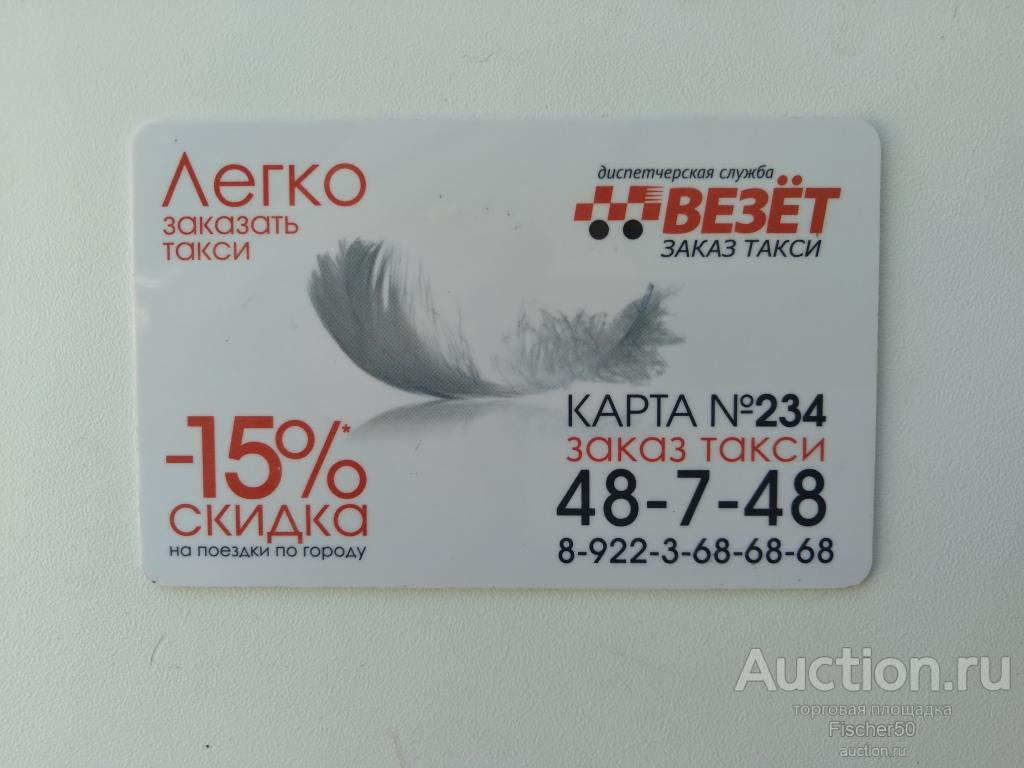 Легко
заказать
такси
диспетчерская служба
ВЕЗЁТ
ЗАКАЗ ТАКСИ
-15%*
скидка
на поездки по городу
КАРТА №234
заказ такси
48-7-48
8-922-3-68-68-68
Auction.ru
торговая площадка
Fischer50
auction.ru